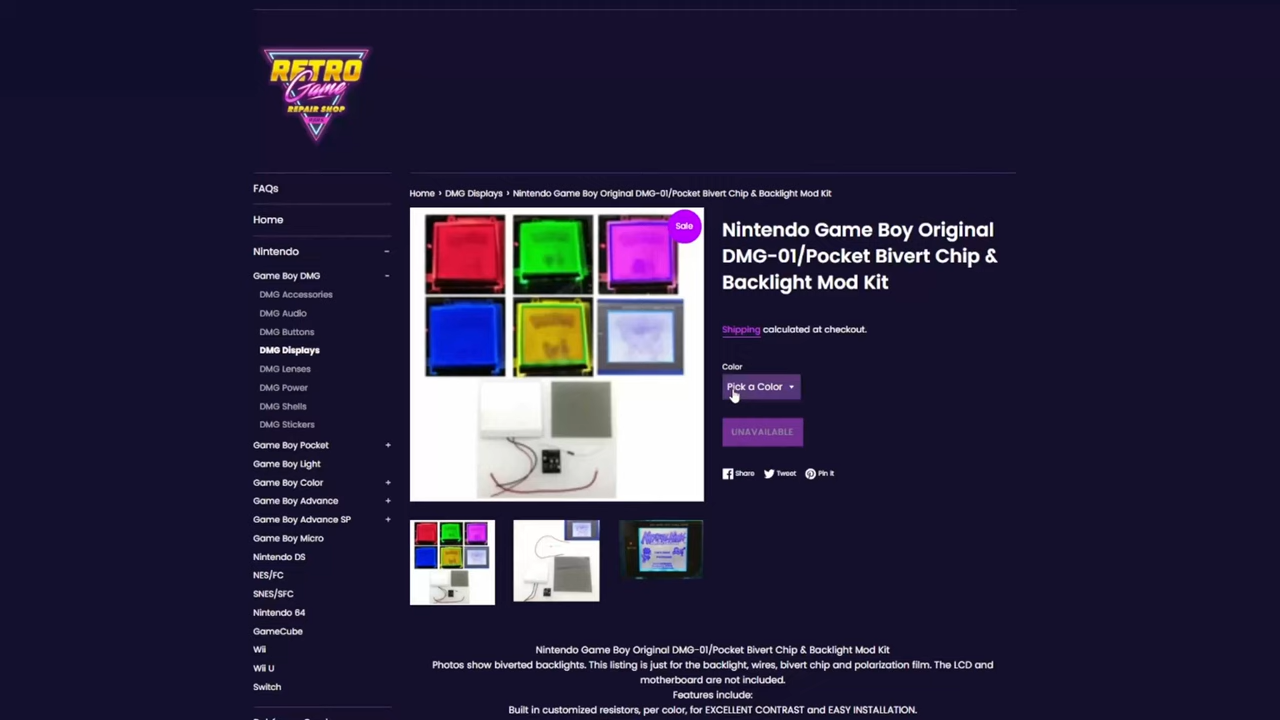 RETRO
Game
REPAIR SHOP
FAQs
Home
Nintendo
Game Boy DMG
DMG Accessories
DMG Audio
DMG Buttons
DMG Displays
DMG Lenses
DMG Power
DMG Shells
DMG Stickers
Game Boy Pocket
Game Boy Light
Game Boy Color
Game Boy Advance
Game Boy Advance SP
Game Boy Micro
Nintendo DS
NES/FC
SNES/SFC
Nintendo 64
GameCube
Wii
Wii U
Switch
Home › DMG Displays › Nintendo Game Boy Original DMG-01/Pocket Bivert Chip & Backlight Mod Kit
Sale
Nintendo Game Boy Original
DMG-01/Pocket Bivert Chip &
Backlight Mod Kit
Shipping calculated at checkout.
Color
Pick a Color
UNAVAILABLE
Share Tweet Pin it
Nintendo Game Boy Original DMG-01/Pocket Bivert Chip & Backlight Mod Kit
Photos show biverted backlights. This listing is just for the backlight, wires, bivert chip and polarization film. The LCD and
motherboard are not included.
Features include:
Built in customized resistors, per color, for EXCELLENT CONTRAST and EASY INSTALLATION.